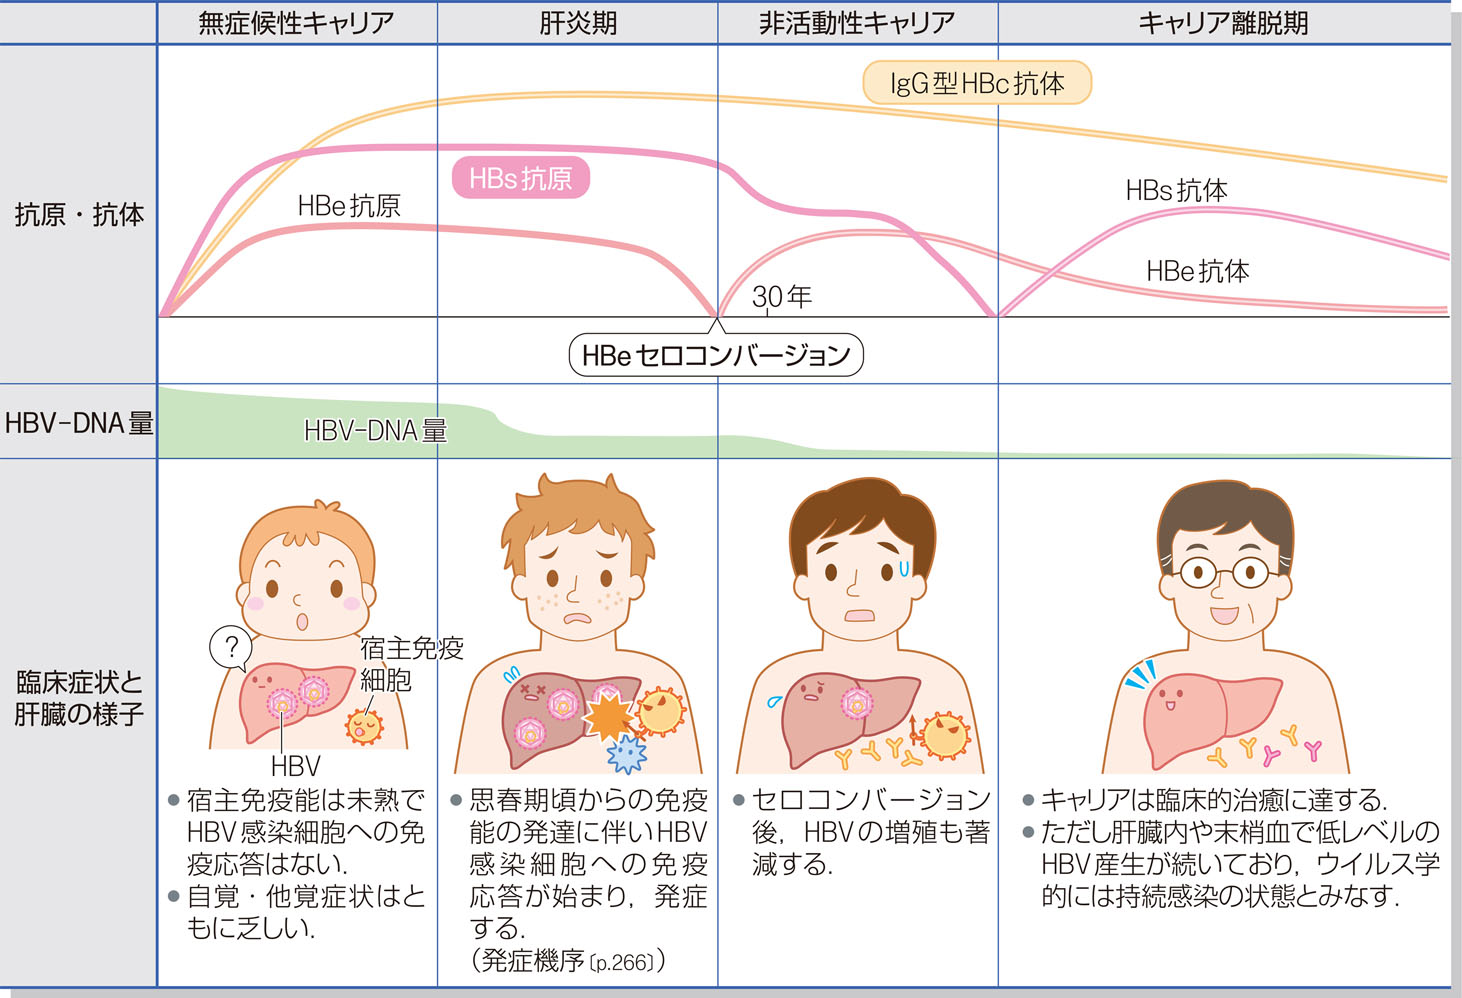 無症候性キャリア
肝炎期
非活動性キャリア
キャリア離脱期
抗原・抗体
IgG型HBc抗体
HBs抗原
HBe抗原
HBs抗体
HBe抗体
30年
HBeセロコンバージョン
HBV-DNA量
HBV-DNA量
臨床症状と
肝臓の様子
?
宿主免疫
細胞
HBV
● 宿主免疫能は未熟で
HBV感染細胞への免
疫応答はない.
● 自覚・他覚症状はと
もに乏しい.
● 思春期頃からの免疫
能の発達に伴いHBV
感染細胞への免疫
応答が始まり,発症
する.
(発症機序〔p.266〕)
● セロコンバージョン
後,HBVの増殖も著
減する.
● キャリアは臨床的治癒に達する.
● ただし肝臓内や末梢血で低レベルの
HBV産生が続いており,ウイルス学
的には持続感染の状態とみなす.